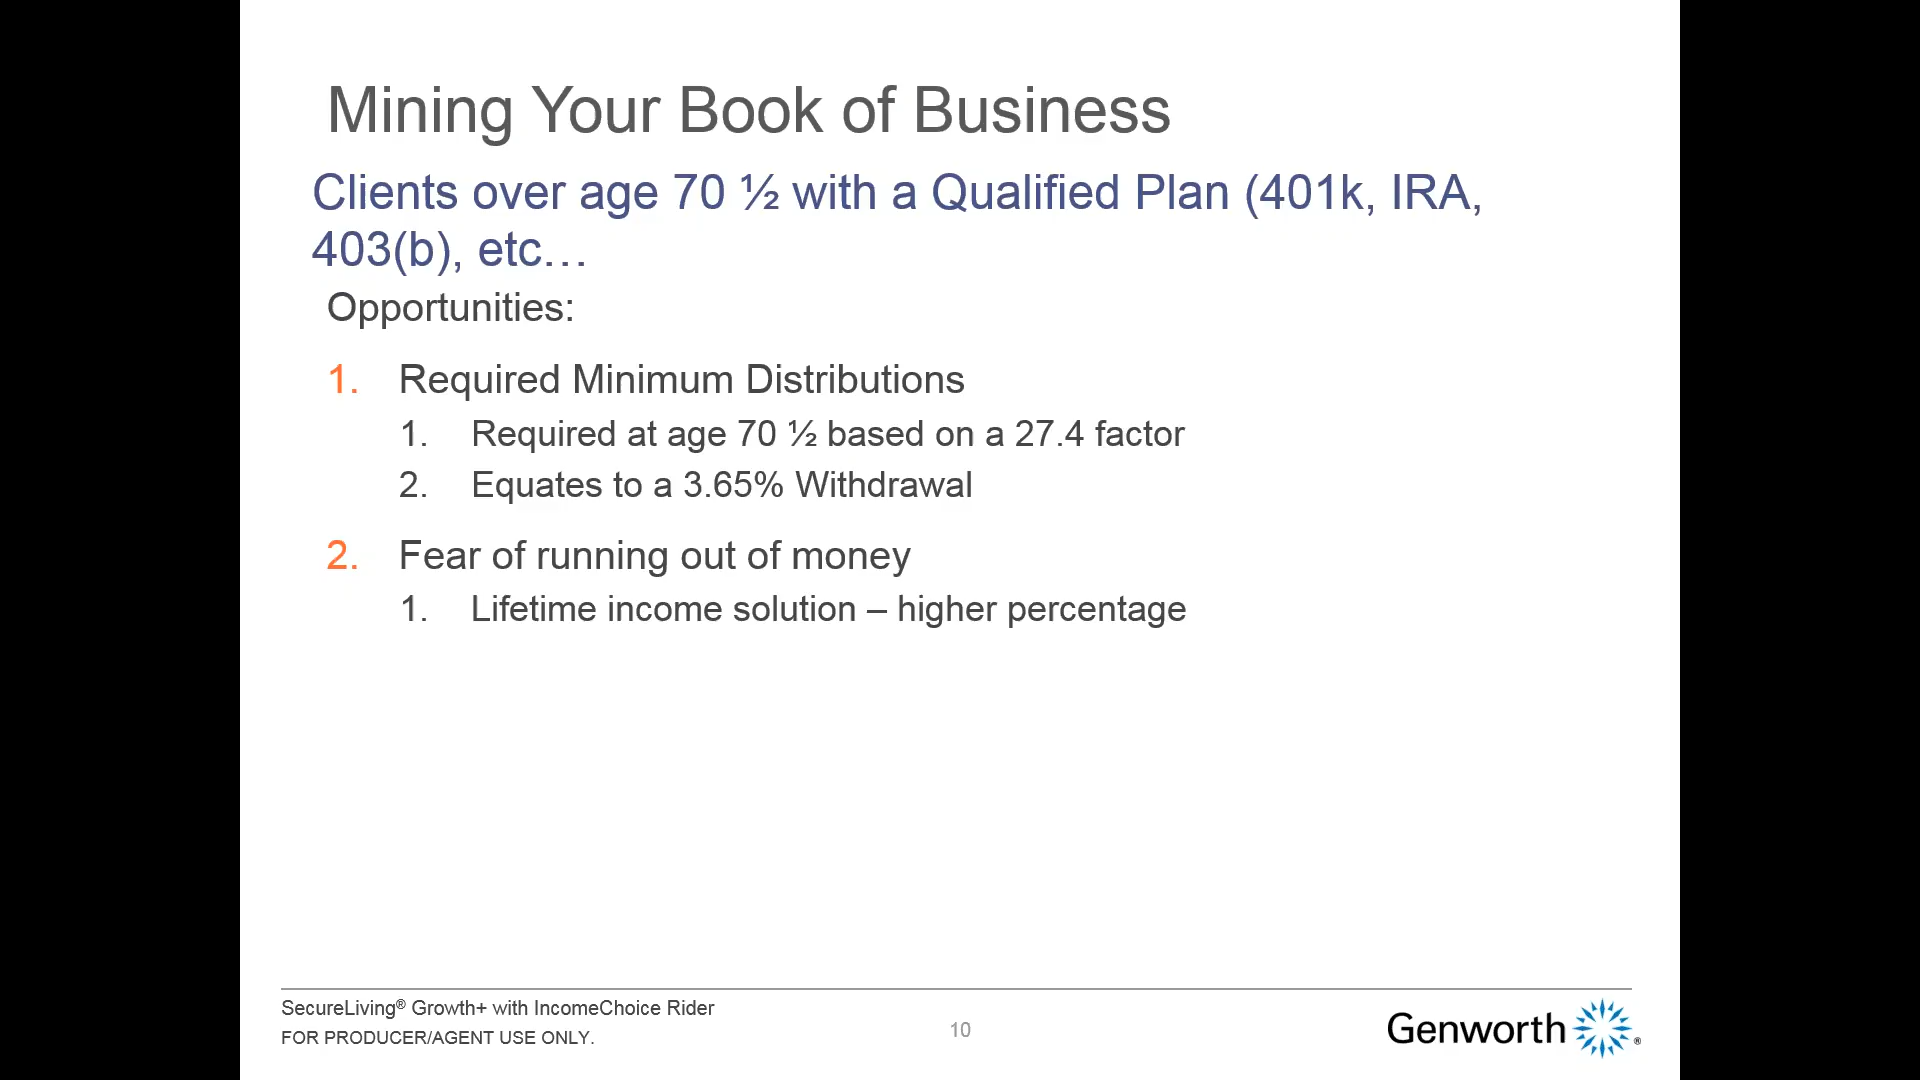 Mining Your Book of Business
Clients over age 70 ½ with a Qualified Plan (401k, IRA,
403(b), etc…
Opportunities:
1. Required Minimum Distributions
1. Required at age 70 ½ based on a 27.4 factor
2. Equates to a 3.65% Withdrawal
2. Fear of running out of money
1. Lifetime income solution – higher percentage
SecureLiving® Growth+ with IncomeChoice Rider
FOR PRODUCER/AGENT USE ONLY.
10
Genworth®